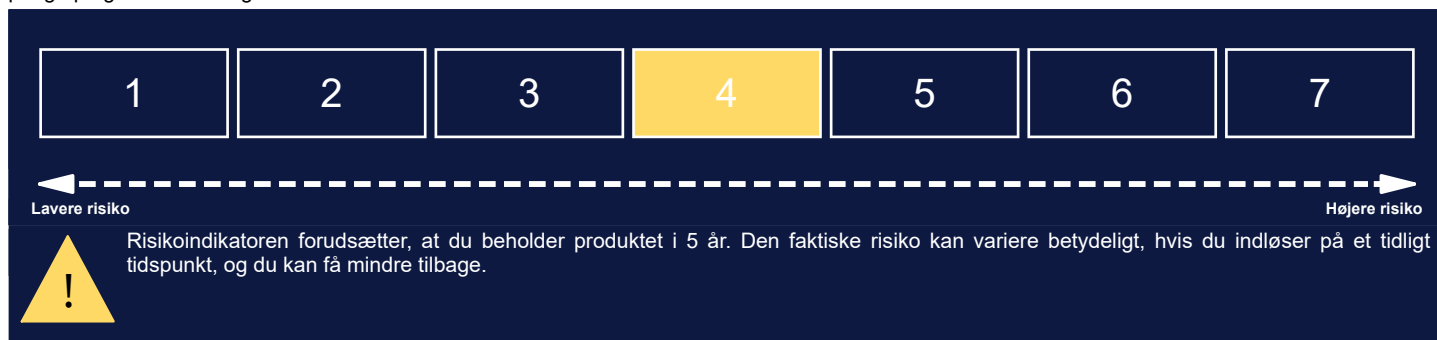 1 2 3 4 5 6 7
Lavere risiko Højere risiko
Risikoindikatoren forudsætter, at du beholder produktet i 5 år. Den faktiske risiko kan variere betydeligt, hvis du indløser på et tidligt
tidspunkt, og du kan få mindre tilbage.
!